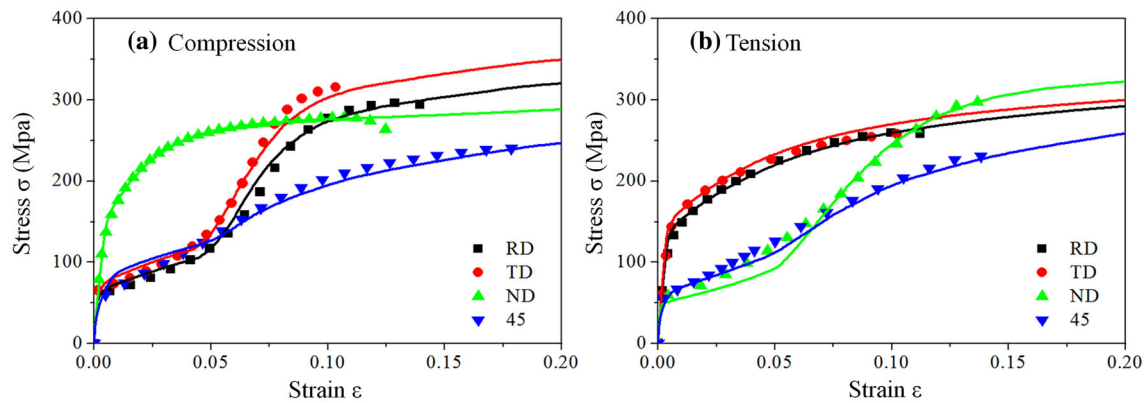 (a) Compression
400
300
200
100
0
Stress σ (Mpa)
0.00
0.05
0.10
0.15
0.20
Strain ε
RD
TD
ND
45
(b) Tension
400
300
200
100
0
Stress σ (Mpa)
0.00
0.05
0.10
0.15
0.20
Strain ε
RD
TD
ND
45